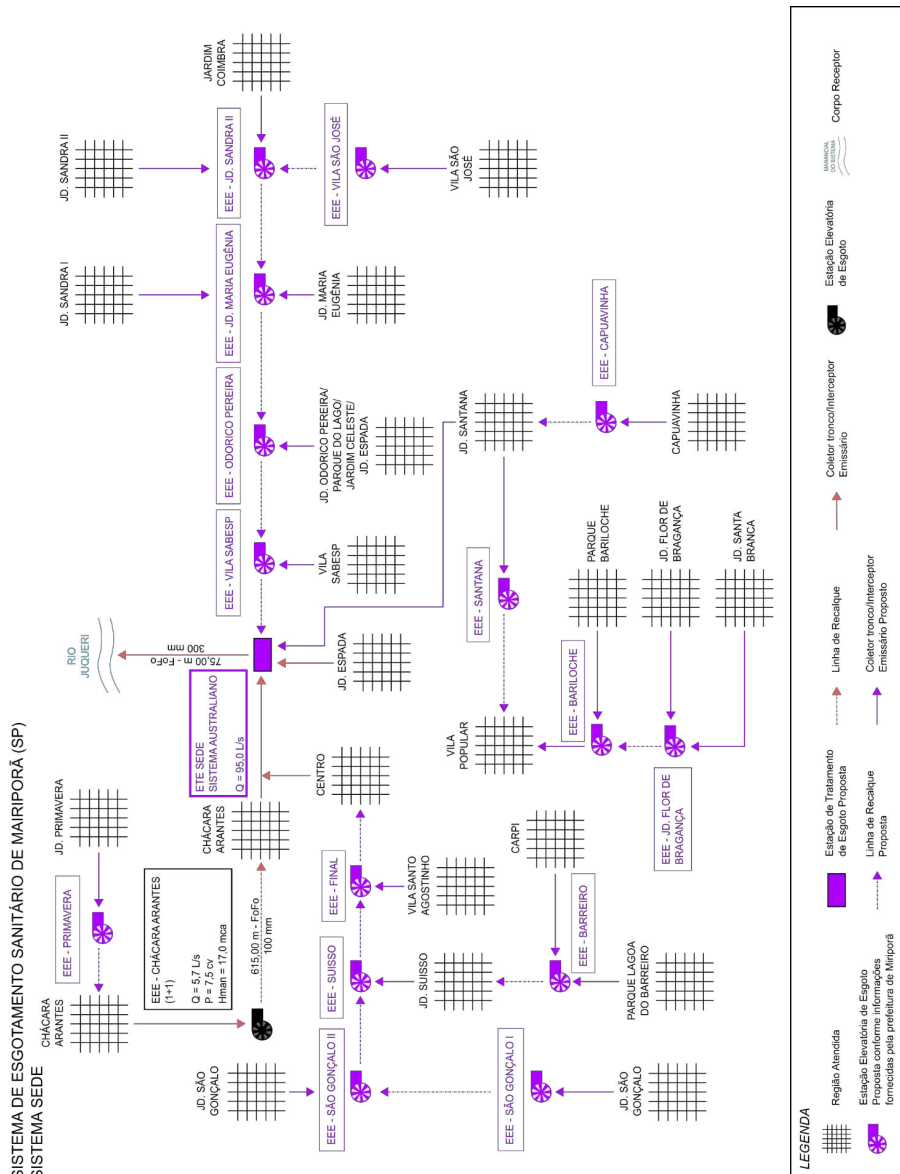 SISTEMA DE ESGOTAMENTO SANITÁRIO DE MAIRIPORÃ (SP)
SISTEMA SEDE
JD. PRIMAVERA
EEE - PRIMAVERA
CHÁCARA
ARANTES
EEE - CHÁCARA ARANTES
(1+1)
Q = 5,7 L/s
P = 7,5 cv
Hman = 17,0 mca
615,00 m - FoFo
100 mm
CHÁCARA
ARANTES
RIO
JUQUERI
75,00 m - FoFo
300 mm
ETE SEDE
SISTEMA AUSTRALIANO
Q = 95,0 L/s
JD. ESPADA
CENTRO
EEE - VILA SABESP
VILA
SABESP
EEE - ODORICO PEREIRA
JD. ODORICO PEREIRA/
PARQUE DO LAGO/
JARDIM CELESTE/
JD. ESPADA
JD. SANDRA I
EEE - JD. MARIA EUGÊNIA
JD. MARIA
EUGÊNIA
JD. SANDRA II
EEE - JD. SANDRA II
JARDIM
COIMBRA
EEE - VILA SÃO JOSÉ
VILA SÃO
JOSÉ
JD. SÃO
GONÇALO
EEE - SÃO GONÇALO II
EEE - SUISSO
EEE - FINAL
JD. SUISSO
VILA SANTO
AGOSTINHO
EEE - SÃO GONÇALO I
JD. SÃO
GONÇALO
PARQUE LAGOA
DO BARREIRO
EEE - BARREIRO
CARPI
VILA
POPULAR
EEE - SANTANA
JD. SANTANA
EEE - CAPUAVINHA
CAPUAVINHA
EEE - BARILOCHE
PARQUE
BARILOCHE
EEE - JD. FLOR DE
BRAGANÇA
JD. FLOR DE
BRAGANÇA
JD. SANTA
BRANCA
LEGENDA
Região Atendida
Estação Elevatória de Esgoto
Proposta conforme informações
fornecidas pela prefeitura de Miriporã
Estação de Tratamento
de Esgoto Proposta
Linha de Recalque
Proposta
Linha de Recalque
Coletor tronco/Interceptor
Emissário Proposto
Coletor tronco/Interceptor
Emissário
Estação Elevatória
de Esgoto
MANANCIAL
DO SISTEMA
Corpo Receptor